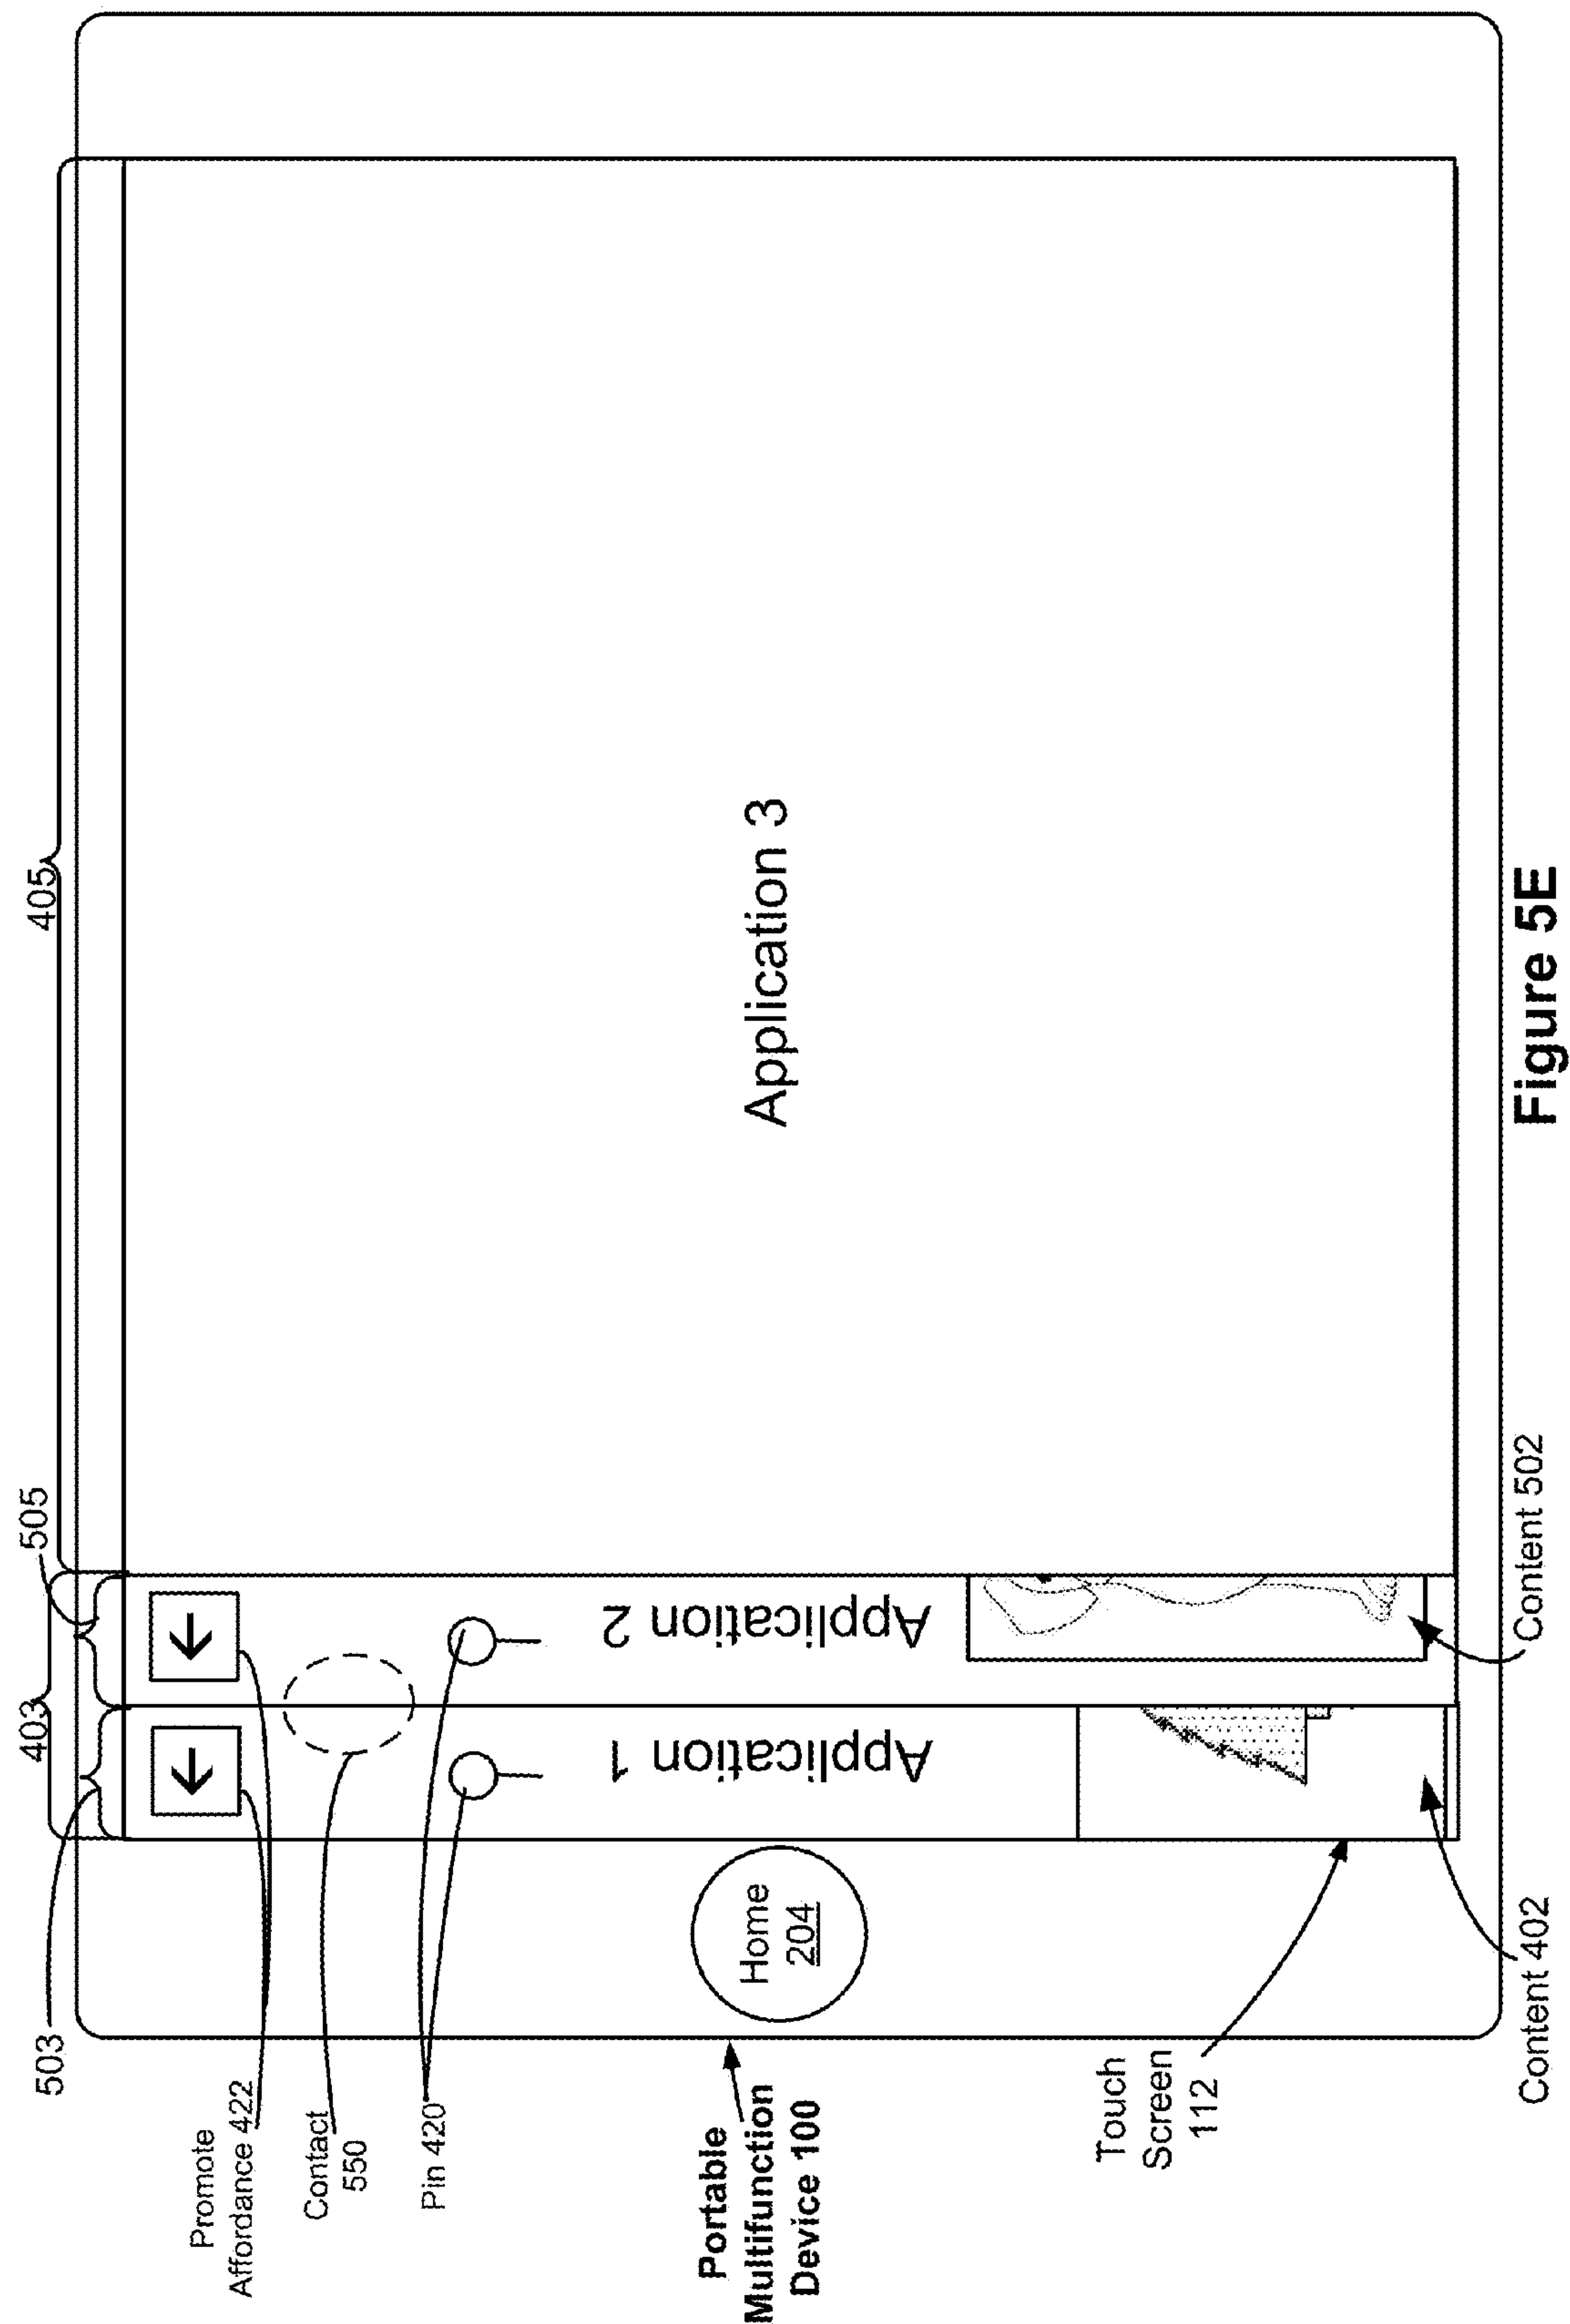 405
403
505
503
Promote
Affordance 422
Contact
550
Pin 420
Portable
Multifunction
Device 100
Home
204
Application 1
Application 2
Application 3
Touch
Screen
112
Content 402
Content 502
Figure 5E